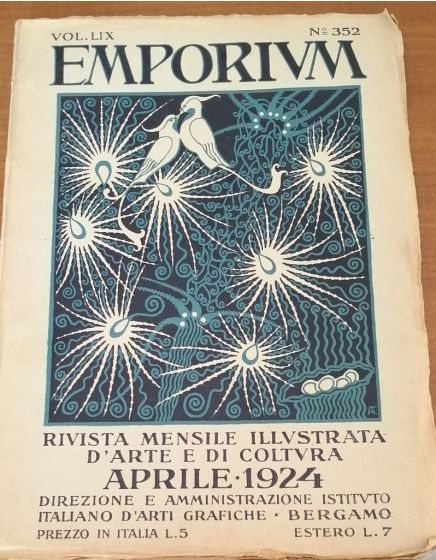 VOL. LIX
Nº 352
EMPORIVM
RIVISTA MENSILE ILLVSTRATA
D'ARTE E DI COLTVRA
APRILE · 1924
DIREZIONE E AMMINISTRAZIONE ISTITVTO
ITALIANO D'ARTI GRAFICHE · BERGAMO
PREZZO IN ITALIA L. 5
ESTERO L. 7